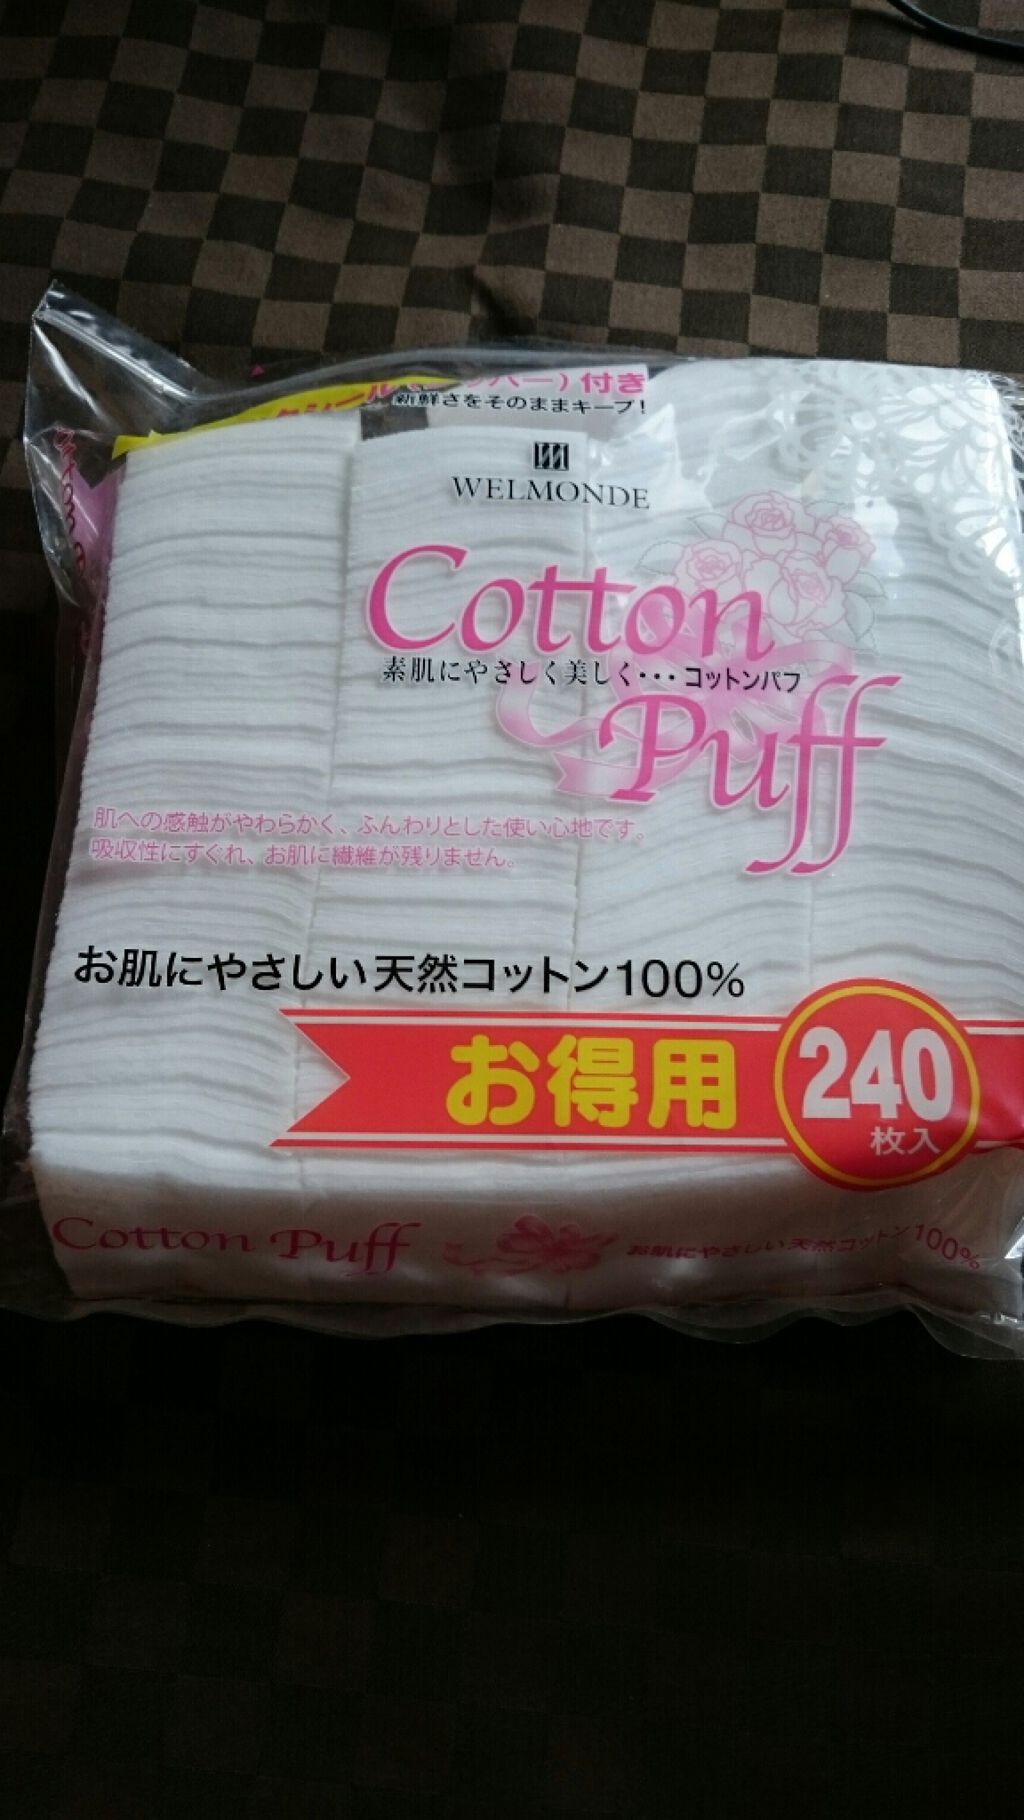 付き
新鮮さをそのままキープ!
WELMONDE
Cotton
素肌にやさしく美しく・・・コットンパフ
Puff
肌への感触がやわらかく、ふんわりとした使い心地です。
吸収性にすぐれ、お肌に繊維が残りません。
お肌にやさしい天然コットン100%
お得用
240
枚入
Cotton Puff
お肌にやさしい天然コットン100%